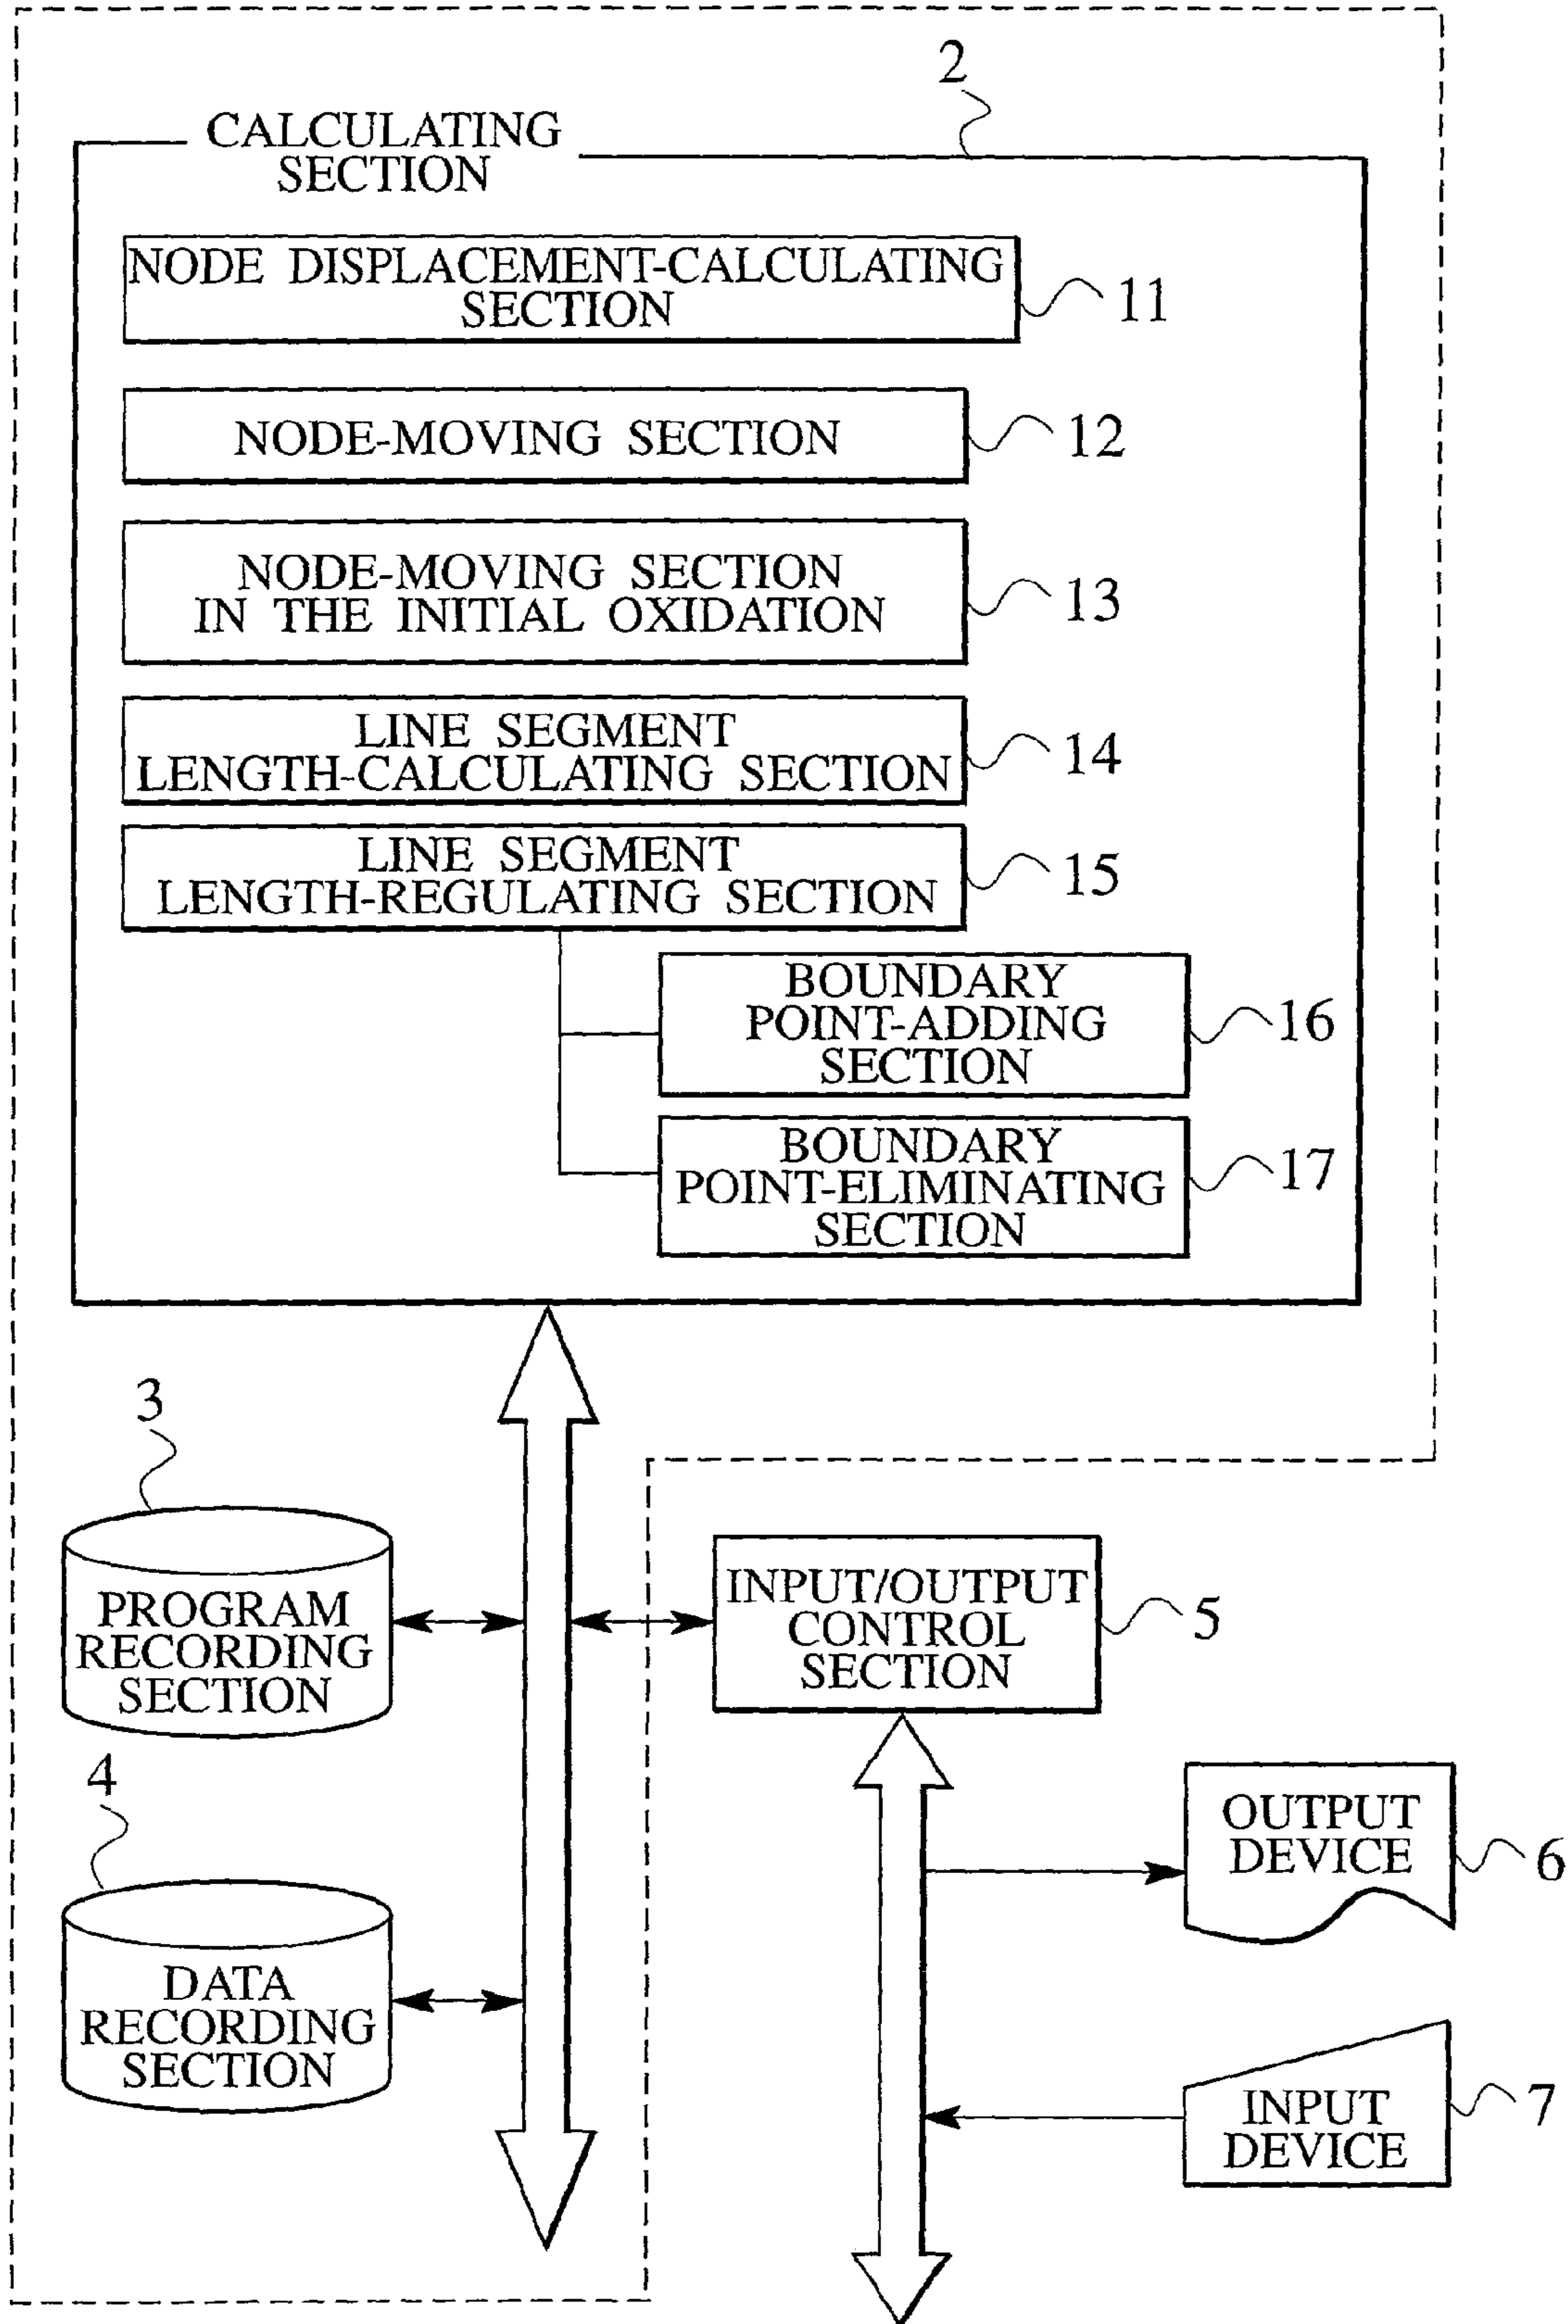 2
CALCULATING
SECTION
NODE DISPLACEMENT-CALCULATING
SECTION
11
NODE-MOVING SECTION
12
NODE-MOVING SECTION
IN THE INITIAL OXIDATION
13
LINE SEGMENT
LENGTH-CALCULATING SECTION
14
LINE SEGMENT
LENGTH-REGULATING SECTION
15
BOUNDARY
POINT-ADDING
SECTION
16
BOUNDARY
POINT-ELIMINATING
SECTION
17
3
PROGRAM
RECORDING
SECTION
INPUT/OUTPUT
CONTROL
SECTION
5
4
DATA
RECORDING
SECTION
OUTPUT
DEVICE
6
INPUT
DEVICE
7